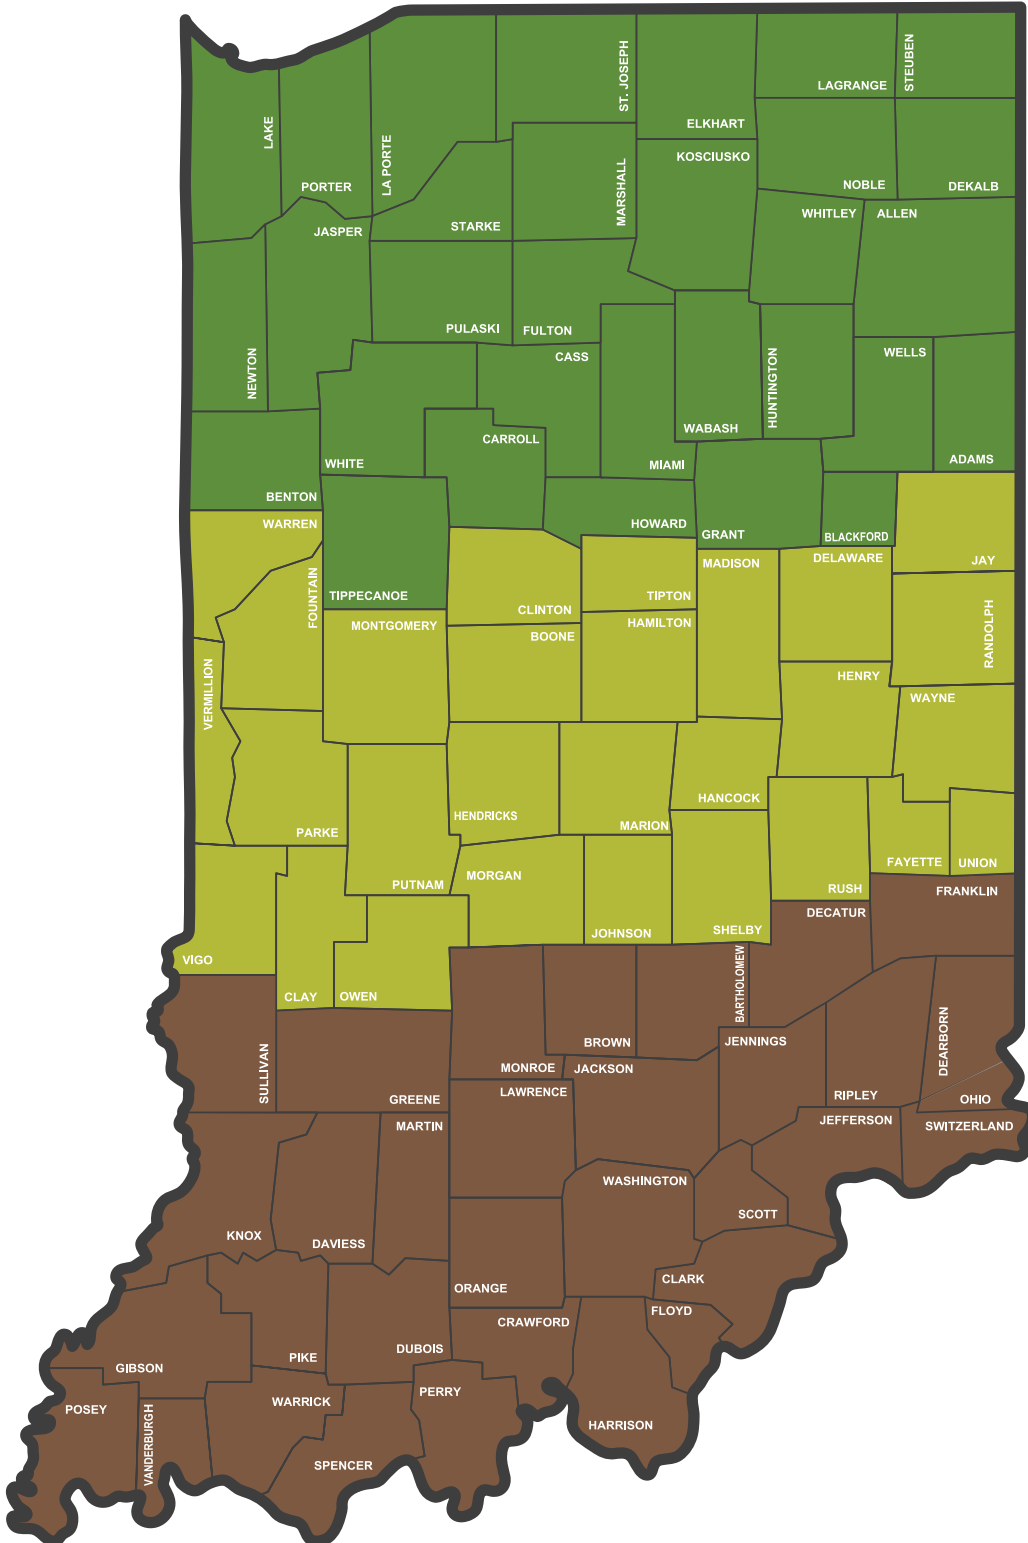 STEUBEN
LAGRANGE
ST. JOSEPH
ELKHART
LAKE
LA PORTE
PORTER
KOSCIUSKO
NOBLE
DEKALB
MARSHALL
STARKE
JASPER
WHITLEY
ALLEN
PULASKI
FULTON
CASS
NEWTON
HUNTINGTON
WELLS
WABASH
CARROLL
WHITE
MIAMI
ADAMS
BENTON
WARREN
HOWARD
GRANT
BLACKFORD
DELAWARE
JAY
MADISON
FOUNTAIN
TIPPECANOE
CLINTON
TIPTON
MONTGOMERY
BOONE
HAMILTON
RANDOLPH
VERMILLION
HENRY
WAYNE
HANCOCK
HENDRICKS
MARION
PARKE
PUTNAM
MORGAN
RUSH
FAYETTE
UNION
FRANKLIN
DECATUR
SHELBY
JOHNSON
VIGO
CLAY
OWEN
BARTHOLOMEW
BROWN
JENNINGS
DEARBORN
SULLIVAN
MONROE
JACKSON
GREENE
LAWRENCE
RIPLEY
OHIO
MARTIN
JEFFERSON
SWITZERLAND
WASHINGTON
SCOTT
KNOX
DAVIESS
ORANGE
CLARK
CRAWFORD
FLOYD
DUBOIS
PIKE
GIBSON
PERRY
WARRICK
POSEY
HARRISON
VANDERBURGH
SPENCER